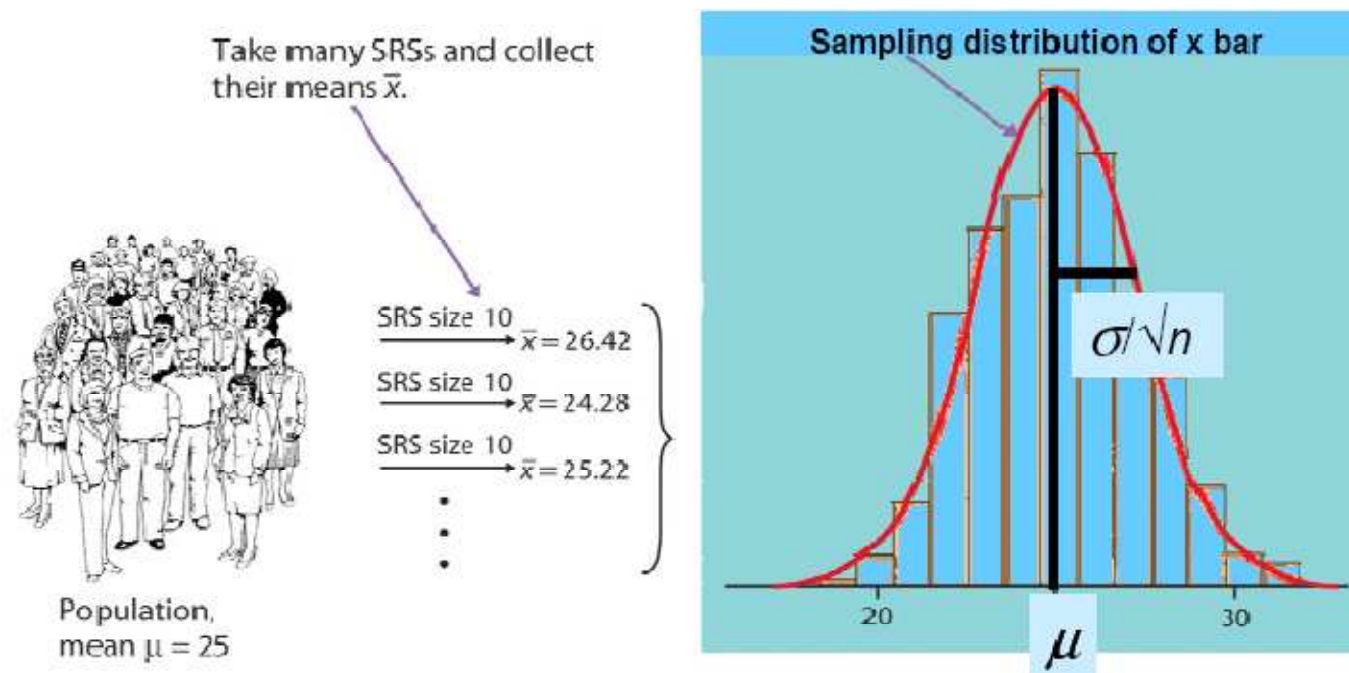 Take many SRSs and collect
their means x̄.
SRS size 10
x̄ = 26.42
SRS size 10
x̄ = 24.28
SRS size 10
x̄ = 25.22
Population,
mean μ = 25
Sampling distribution of x bar
σ/√n
20
30
μ